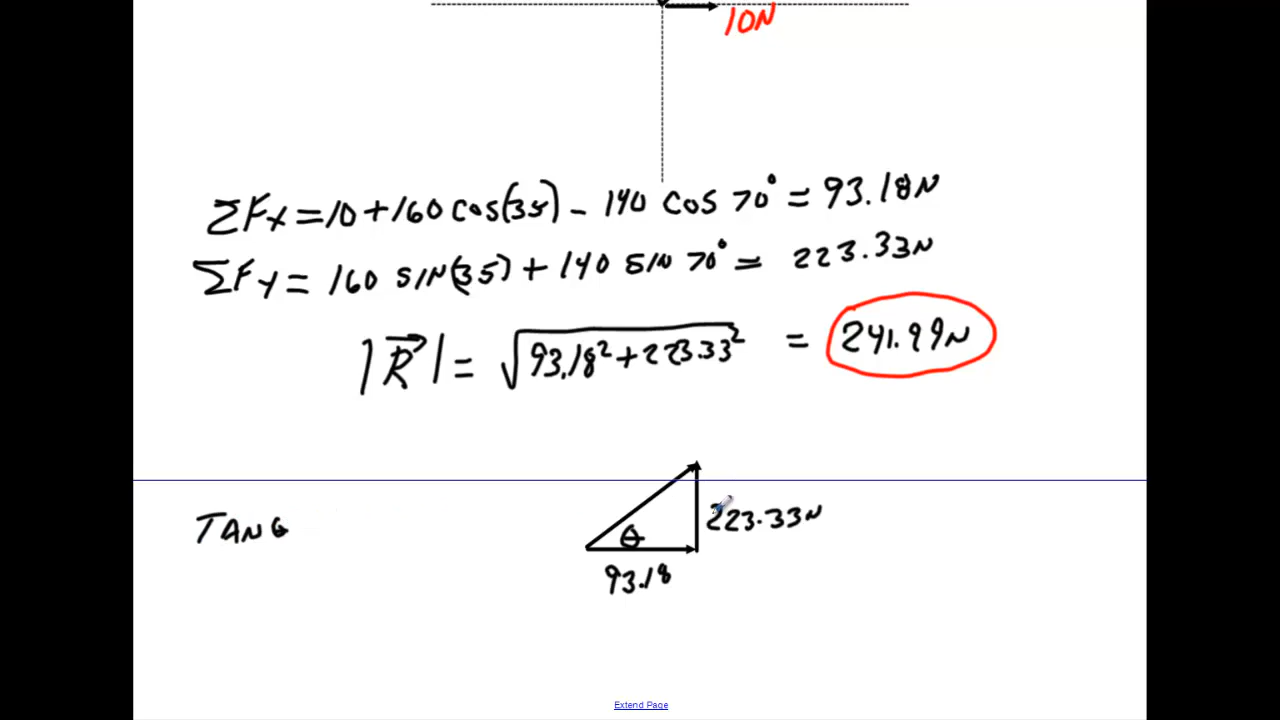 10N
ΣFx = 10 + 160 cos(35) - 140 cos 70° = 93.18N
ΣFy = 160 SIN(35) + 140 SIN 70° = 223.33N
|R⃗| = √93.18² + 223.33² = 241.99N
TANθ
223.33N
θ
93.18
Extend Page